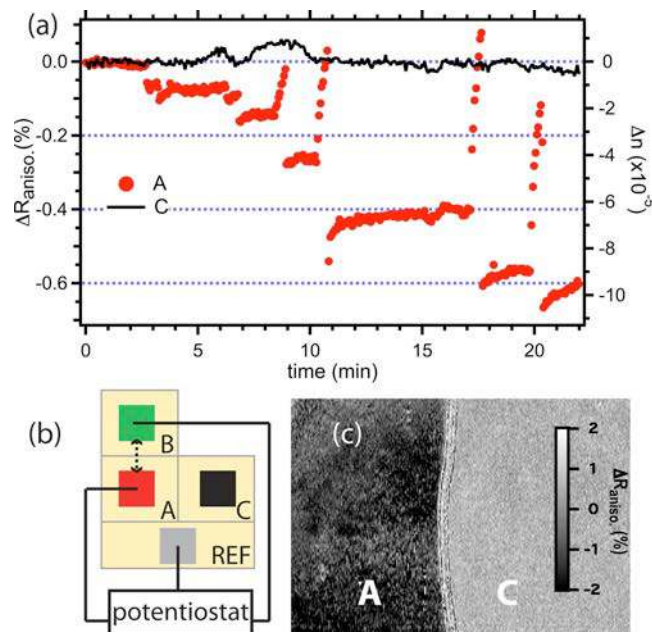 (a)
0.0
-0.2
-0.4
-0.6
ΔRaniso.(%)
A
C
0
-2
-4
-6
-8
-10
Δn (x10⁻⁵)
0 5 10 15 20
time (min)
(b)
B
A
C
REF
potentiostat
(c)
2
1
0
-1
-2
ΔRaniso.(%)
A
C